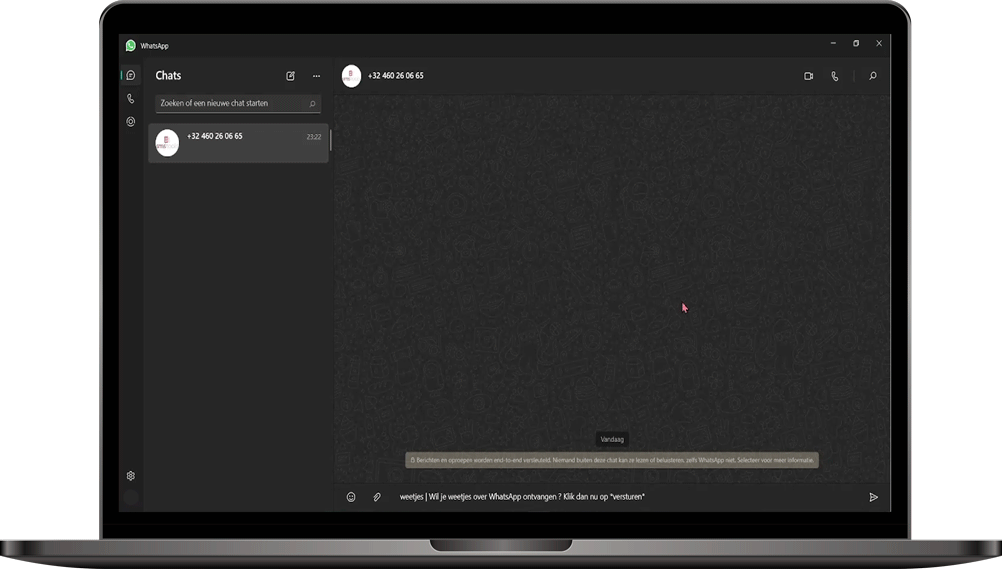 WhatsApp
Chats
Zoeken of een nieuwe chat starten
+32 460 26 06 65
23:22
+32 460 26 06 65
Vandaag
Berichten en oproepen worden end-to-end versleuteld. Niemand buiten deze chat kan ze lezen of beluisteren, zelfs WhatsApp niet. Selecteer voor meer informatie.
weetjes | Wil je weetjes over WhatsApp ontvangen ? Klik dan nu op "versturen"